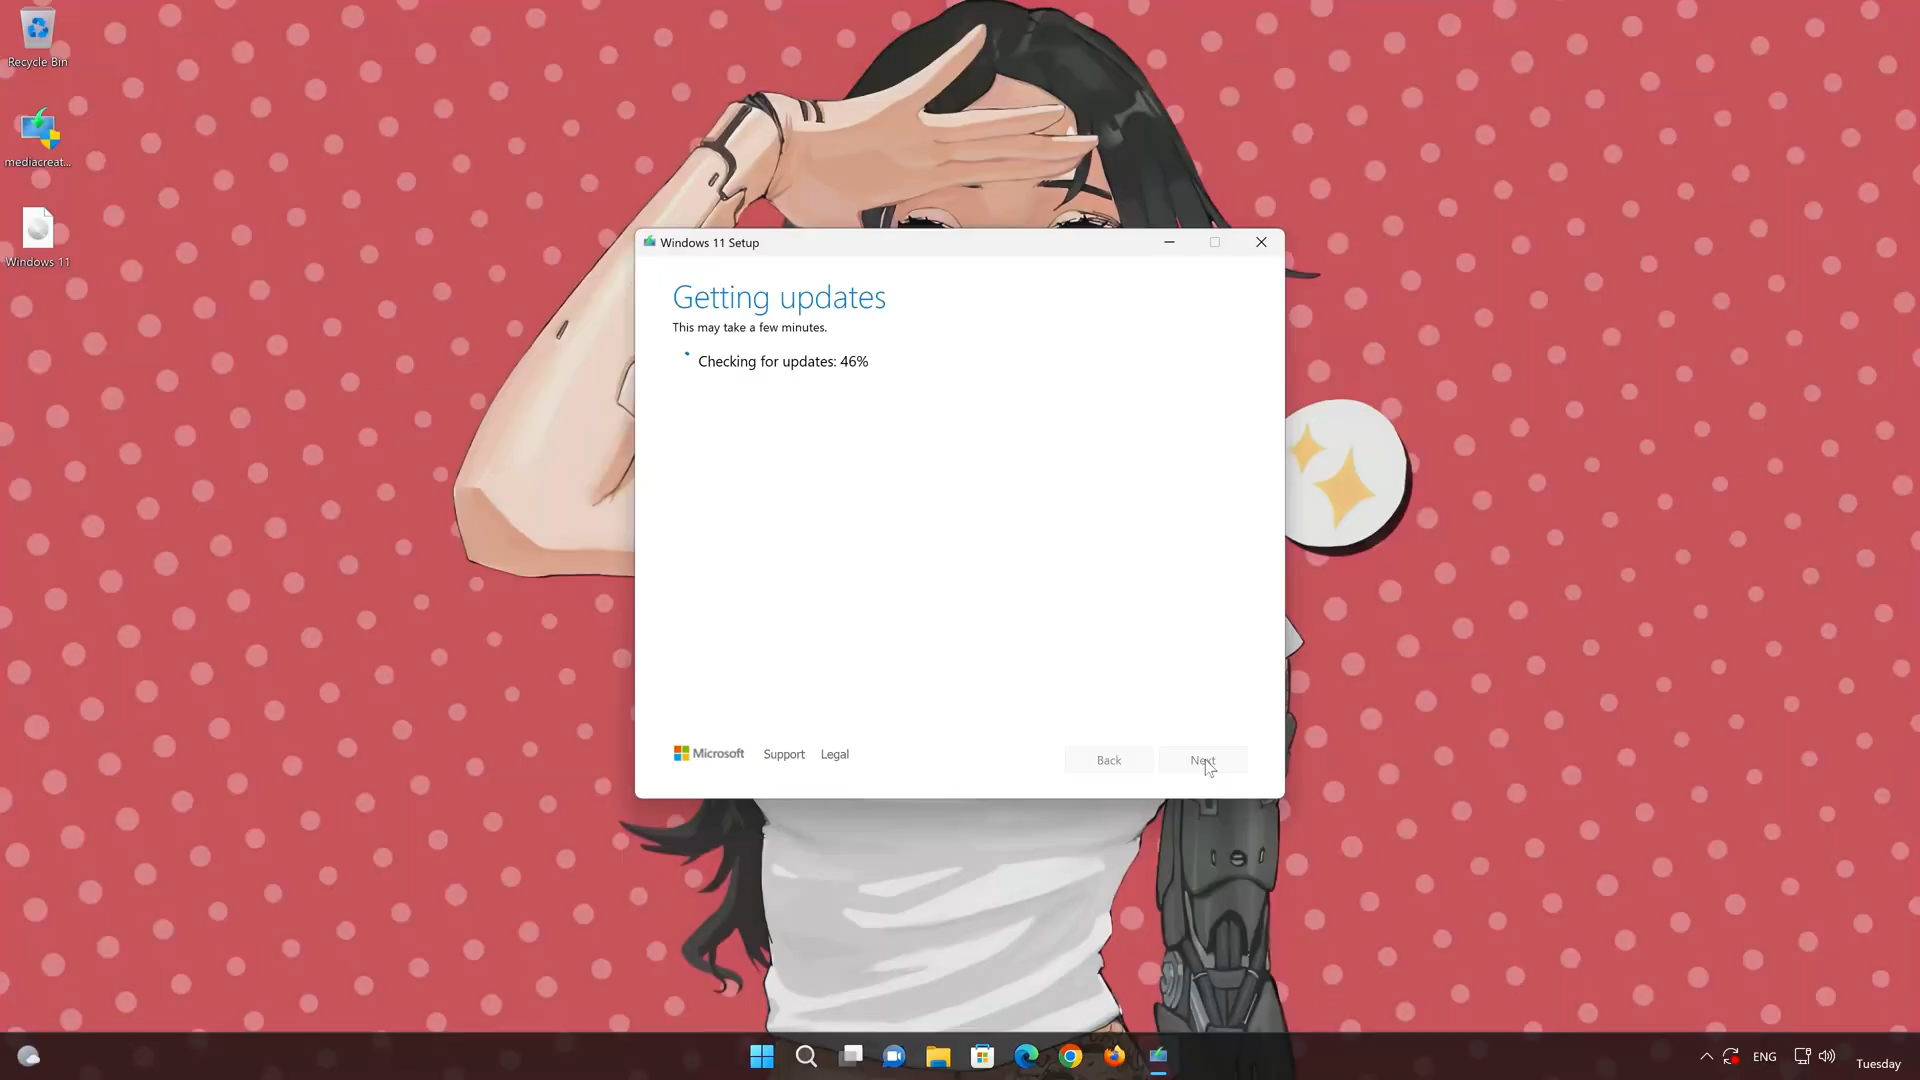 Recycle Bin
mediacreat...
Windows 11
Windows 11 Setup
Getting updates
This may take a few minutes.
Checking for updates: 46%
Microsoft
Support
Legal
Back
Next
ENG
Tuesday